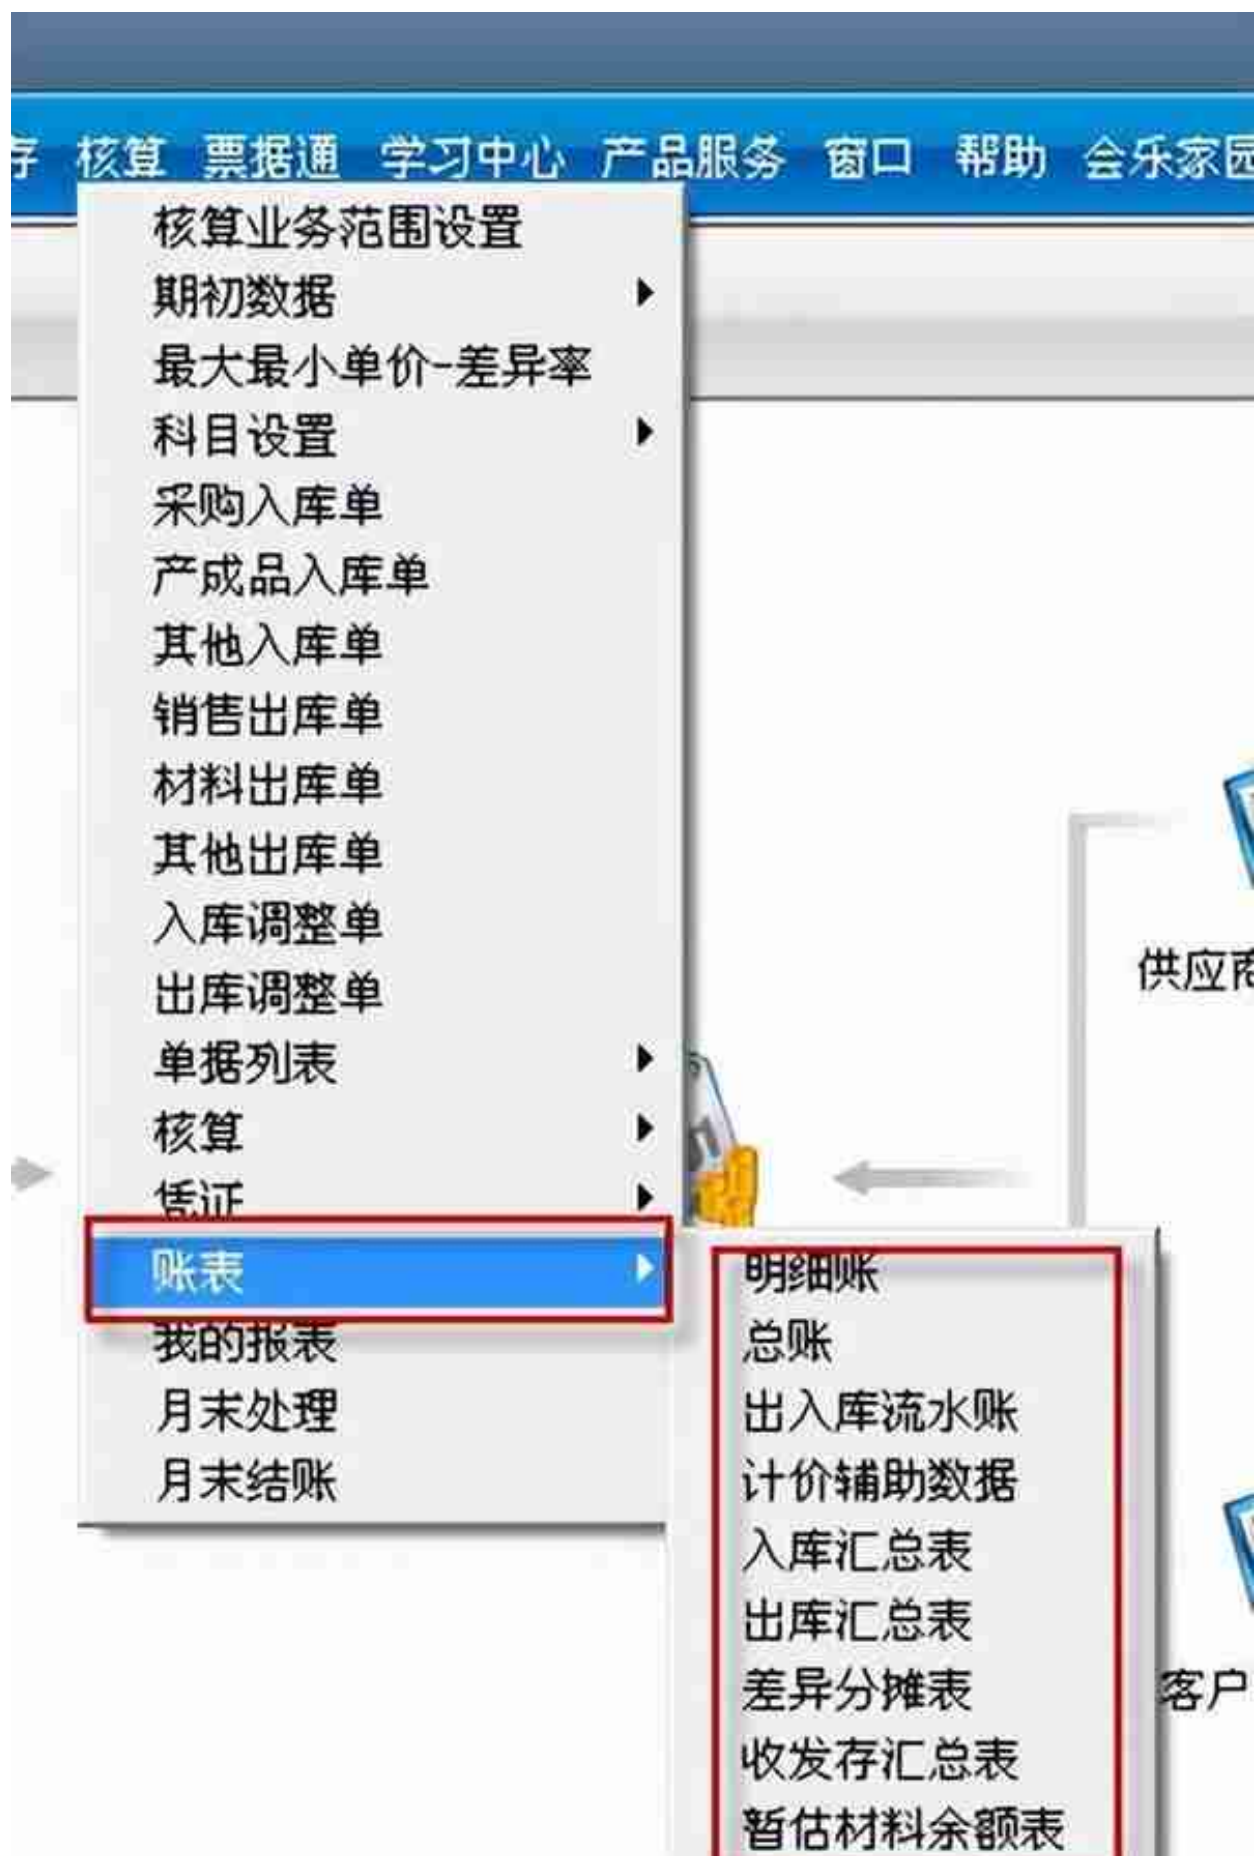 存 核算 票据通 学习中心 产品服务 窗口 帮助 会乐家园
核算业务范围设置
期初数据
最大最小单价-差异率
科目设置
采购入库单
产成品入库单
其他入库单
销售出库单
材料出库单
其他出库单
入库调整单
出库调整单
供应商
单据列表
核算
凭证
账表
我的报表
月末处理
月末结账
明细账
总账
出入库流水账
计价辅助数据
入库汇总表
出库汇总表
差异分摊表
收发存汇总表
暂估材料余额表
客户